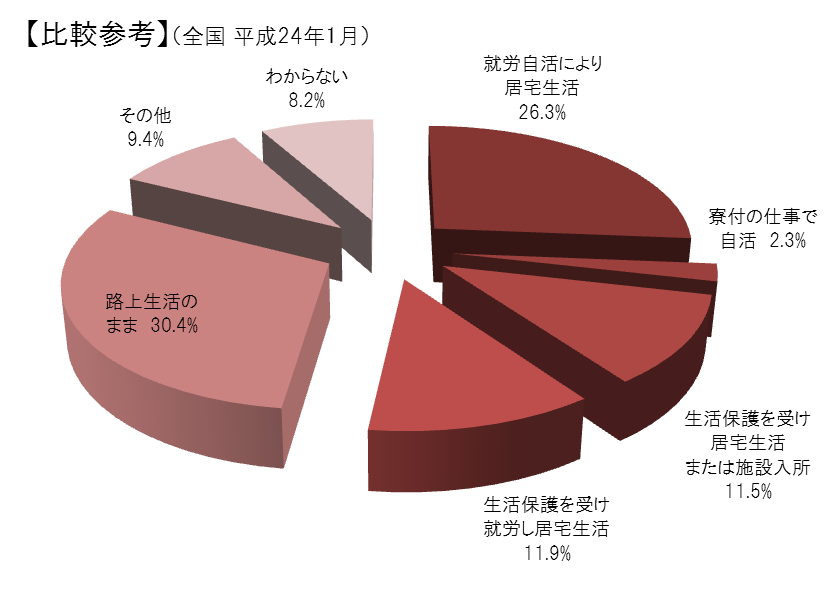 【比較参考】(全国 平成24年1月)
就労自活により
居宅生活
26.3%
寮付の仕事で
自活 2.3%
生活保護を受け
居宅生活
または施設入所
11.5%
生活保護を受け
就労し居宅生活
11.9%
路上生活の
まま 30.4%
その他
9.4%
わからない
8.2%